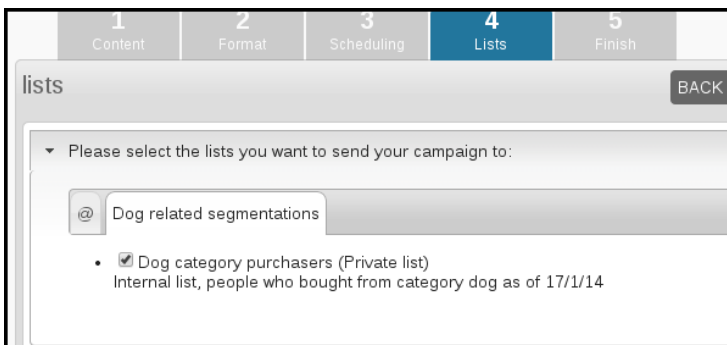 1 2 3 4 5
Content Format Scheduling Lists Finish
lists
BACK
Please select the lists you want to send your campaign to:
@ Dog related segmentations
Dog category purchasers (Private list)
Internal list, people who bought from category dog as of 17/1/14